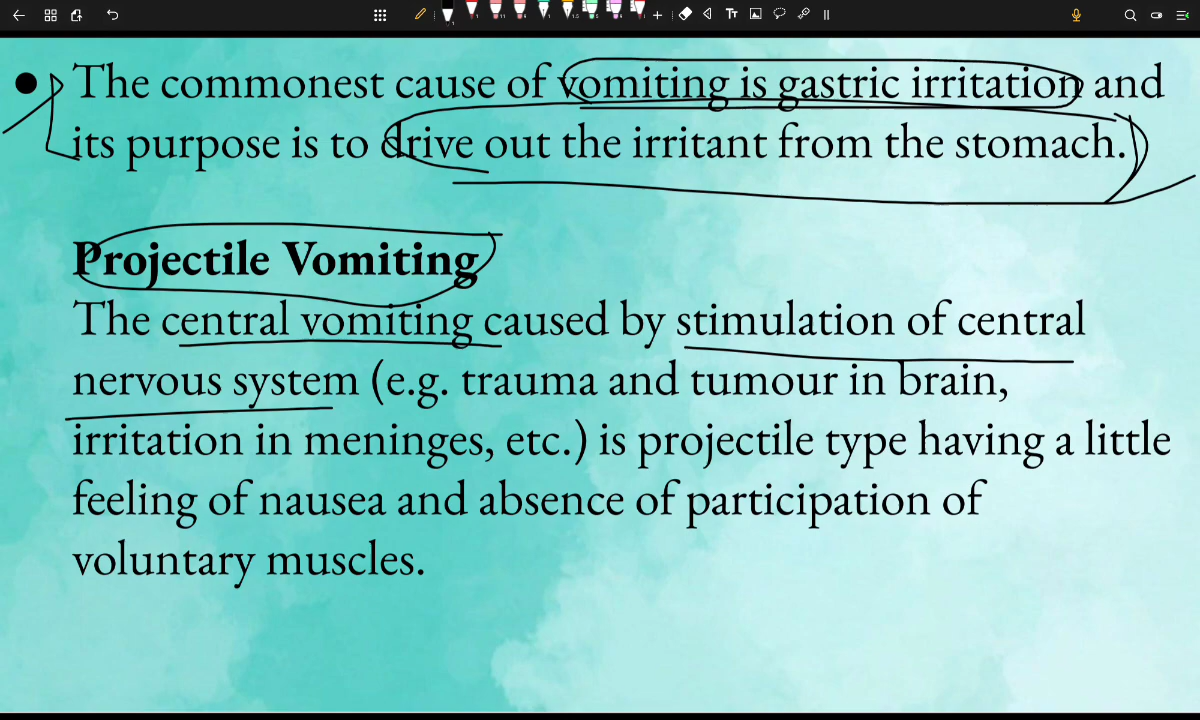 ● The commonest cause of vomiting is gastric irritation and
its purpose is to drive out the irritant from the stomach.
Projectile Vomiting
The central vomiting caused by stimulation of central
nervous system (e.g. trauma and tumour in brain,
irritation in meninges, etc.) is projectile type having a little
feeling of nausea and absence of participation of
voluntary muscles.